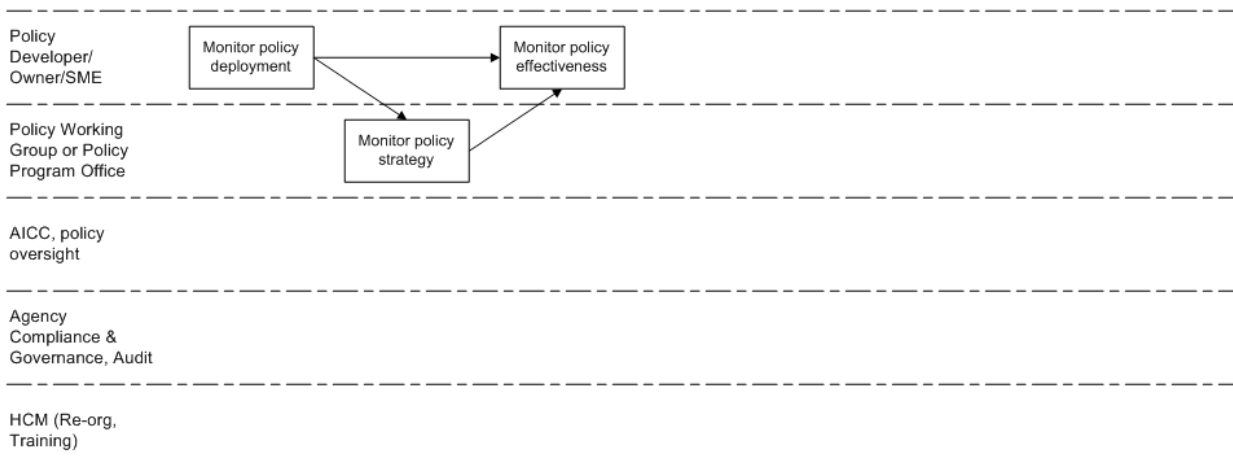 Policy
Developer/
Owner/SME
Monitor policy
deployment
Monitor policy
effectiveness
Policy Working
Group or Policy
Program Office
Monitor policy
strategy
AICC, policy
oversight
Agency
Compliance &
Governance, Audit
HCM (Re-org,
Training)